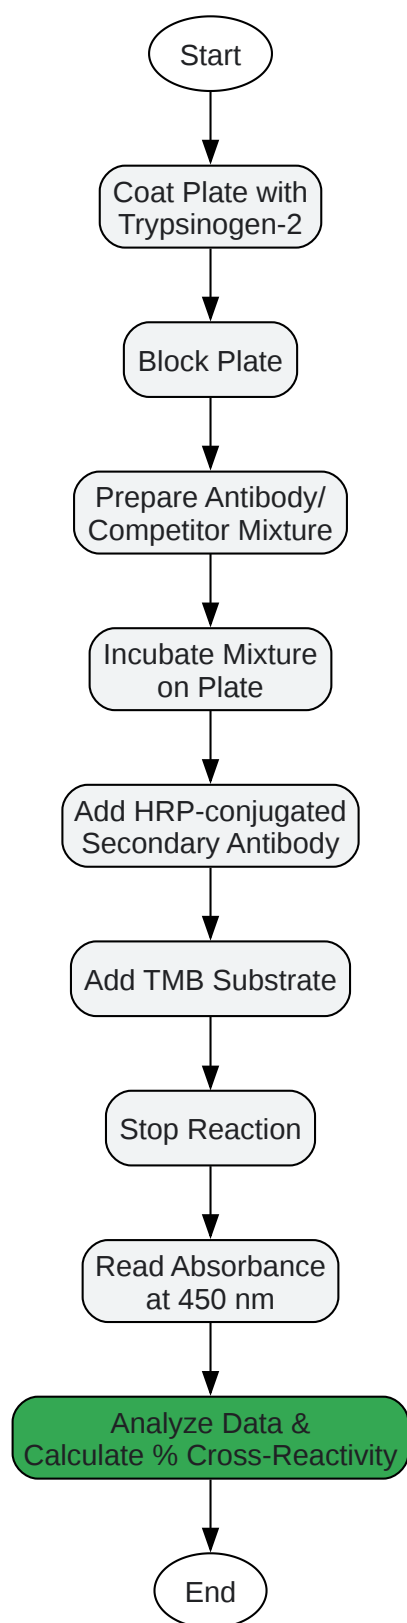 Start
Coat Plate with
Trypsinogen-2
Block Plate
Prepare Antibody/
Competitor Mixture
Incubate Mixture
on Plate
Add HRP-conjugated
Secondary Antibody
Add TMB Substrate
Stop Reaction
Read Absorbance
at 450 nm
Analyze Data &
Calculate % Cross-Reactivity
End